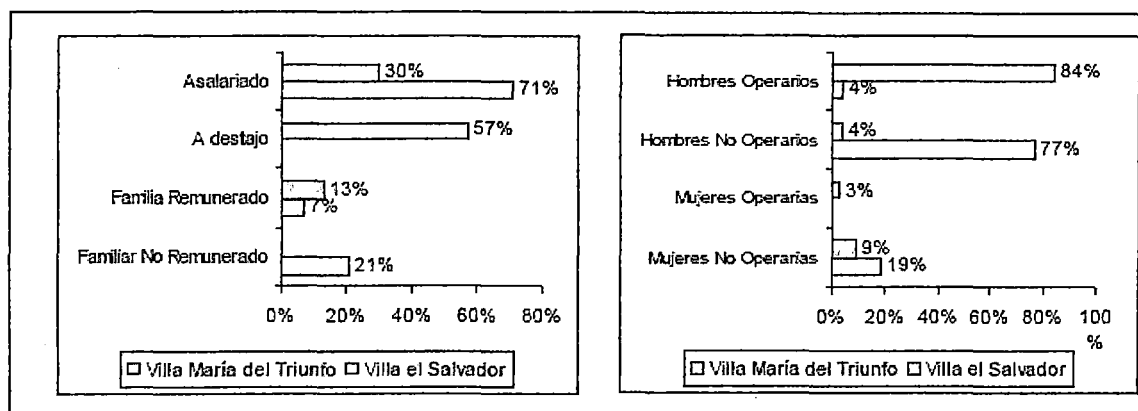 Asalariado
30%
71%
A destajo
57%
Familia Remunerado
13%
7%
Familiar No Remunerado
21%
0% 20% 40% 60% 80%
Villa María del Triunfo Villa el Salvador
Hombres Operarios
84%
4%
Hombres No Operarios
4%
77%
Mujeres Operarias
3%
Mujeres No Operarias
9%
19%
0% 20% 40% 60% 80% 100
%
Villa María del Triunfo Villa el Salvador